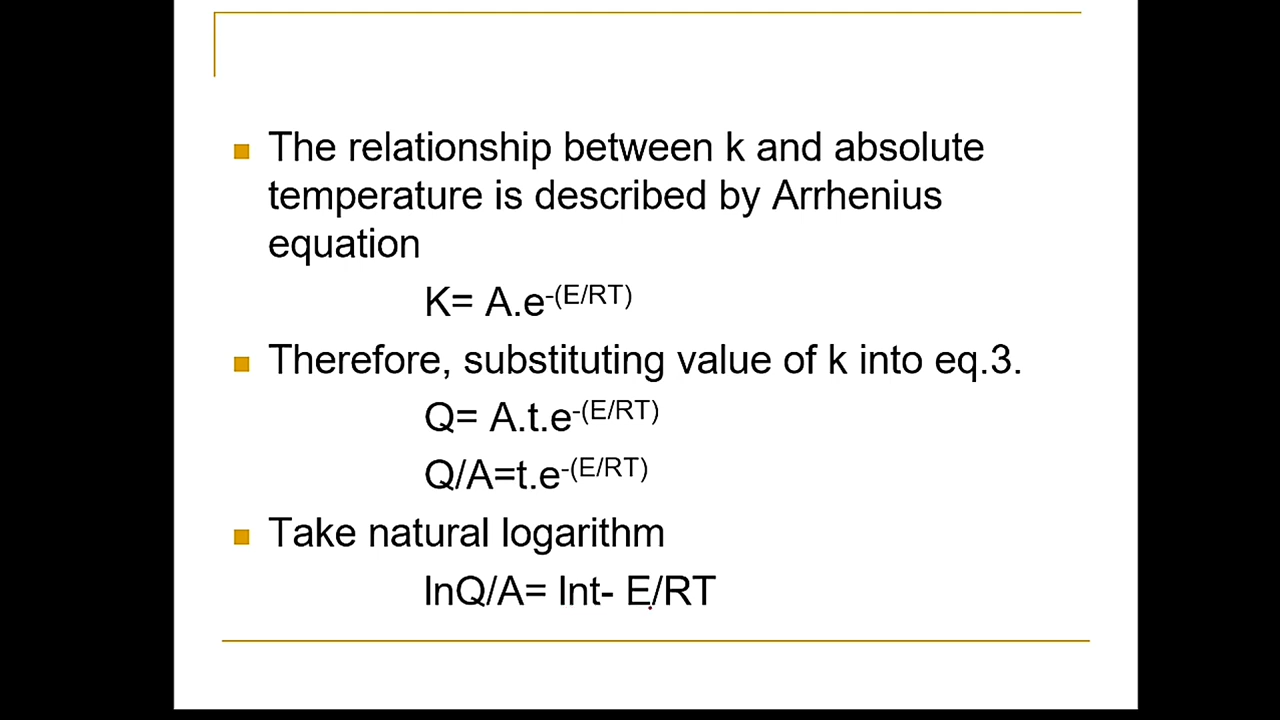 The relationship between k and absolute
temperature is described by Arrhenius
equation
K= A.e-(E/RT)
Therefore, substituting value of k into eq.3.
Q= A.t.e-(E/RT)
Q/A=t.e-(E/RT)
Take natural logarithm
lnQ/A= lnt- E/RT